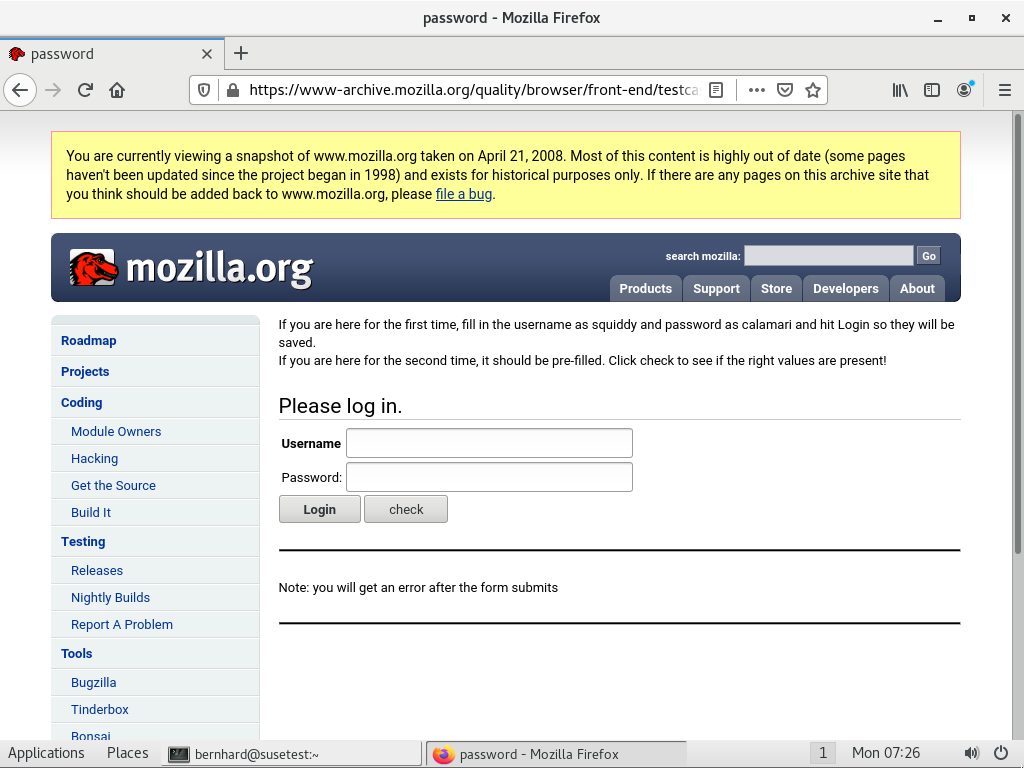 password - Mozilla Firefox
password
https://www-archive.mozilla.org/quality/browser/front-end/testca
You are currently viewing a snapshot of www.mozilla.org taken on April 21, 2008. Most of this content is highly out of date (some pages
haven't been updated since the project began in 1998) and exists for historical purposes only. If there are any pages on this archive site that
you think should be added back to www.mozilla.org, please file a bug.
mozilla.org
search mozilla:
Go
Products
Support
Store
Developers
About
Roadmap
Projects
Coding
Module Owners
Hacking
Get the Source
Build It
Testing
Releases
Nightly Builds
Report A Problem
Tools
Bugzilla
Tinderbox
Bonsai
If you are here for the first time, fill in the username as squiddy and password as calamari and hit Login so they will be
saved.
If you are here for the second time, it should be pre-filled. Click check to see if the right values are present!
Please log in.
Username
Password:
Login
check
Note: you will get an error after the form submits
Applications
Places
bernhard@susetest:~
password - Mozilla Firefox
1
Mon 07:26